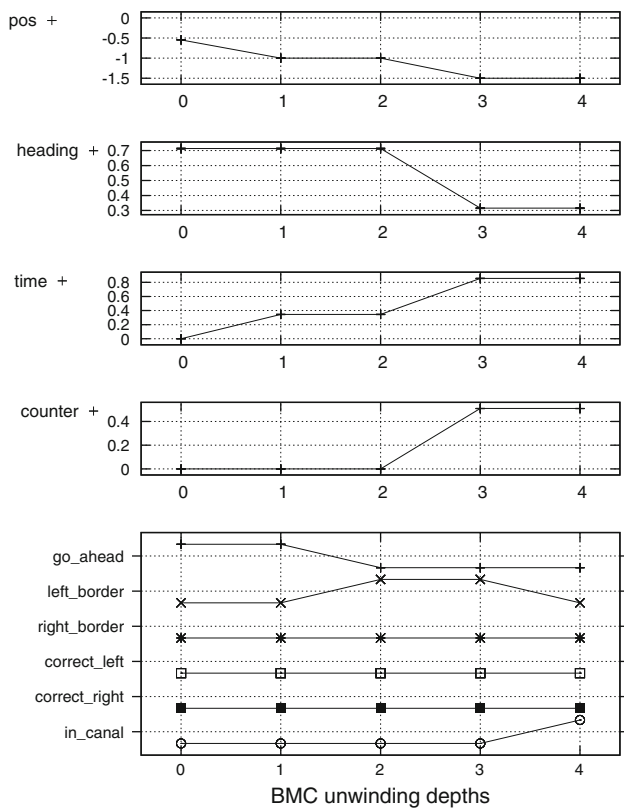 pos +
0
-0.5
-1
-1.5
0 1 2 3 4
heading +
0.7
0.6
0.5
0.4
0.3
0 1 2 3 4
time +
0.8
0.6
0.4
0.2
0
0 1 2 3 4
counter +
0.4
0.2
0
0 1 2 3 4
go_ahead
left_border
right_border
correct_left
correct_right
in_canal
0 1 2 3 4
BMC unwinding depths